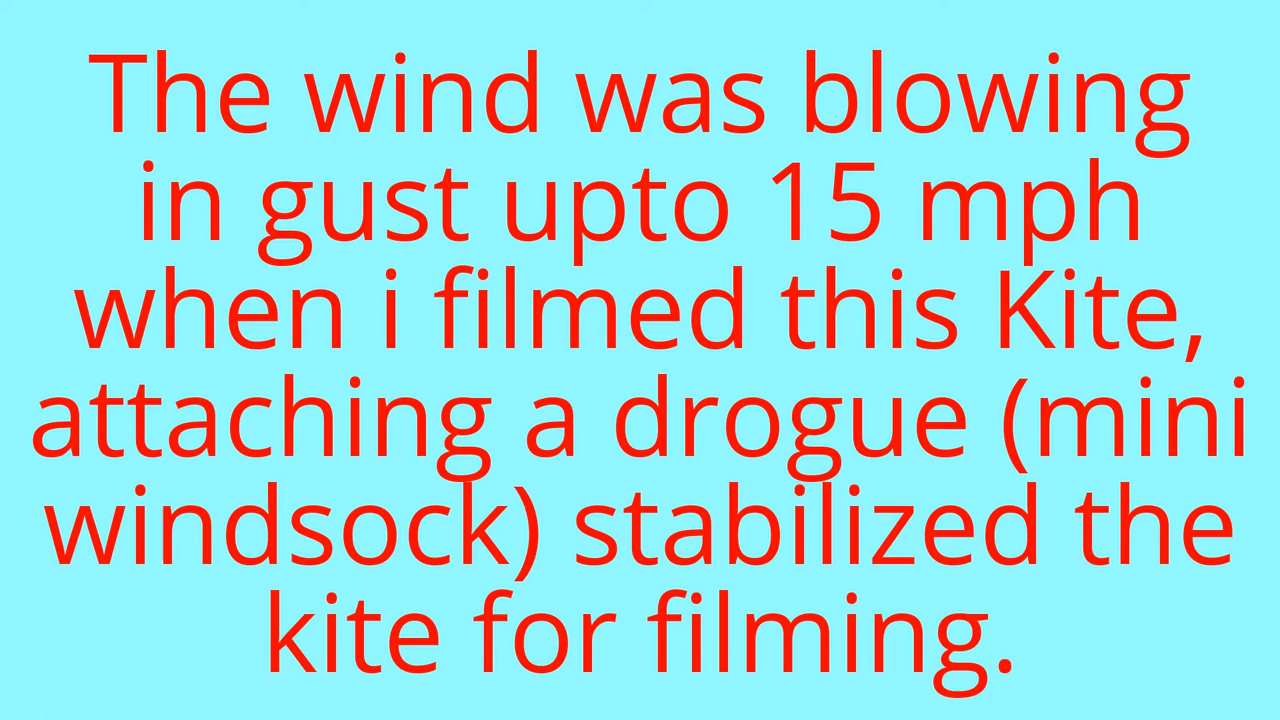 The wind was blowing
in gust upto 15 mph
when i filmed this Kite,
attaching a drogue (mini
windsock) stabilized the
kite for filming.